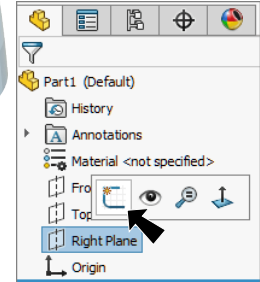 Part1 (Default)
History
A Annotations
Material <not specified>
Fro
Top
Right Plane
Origin